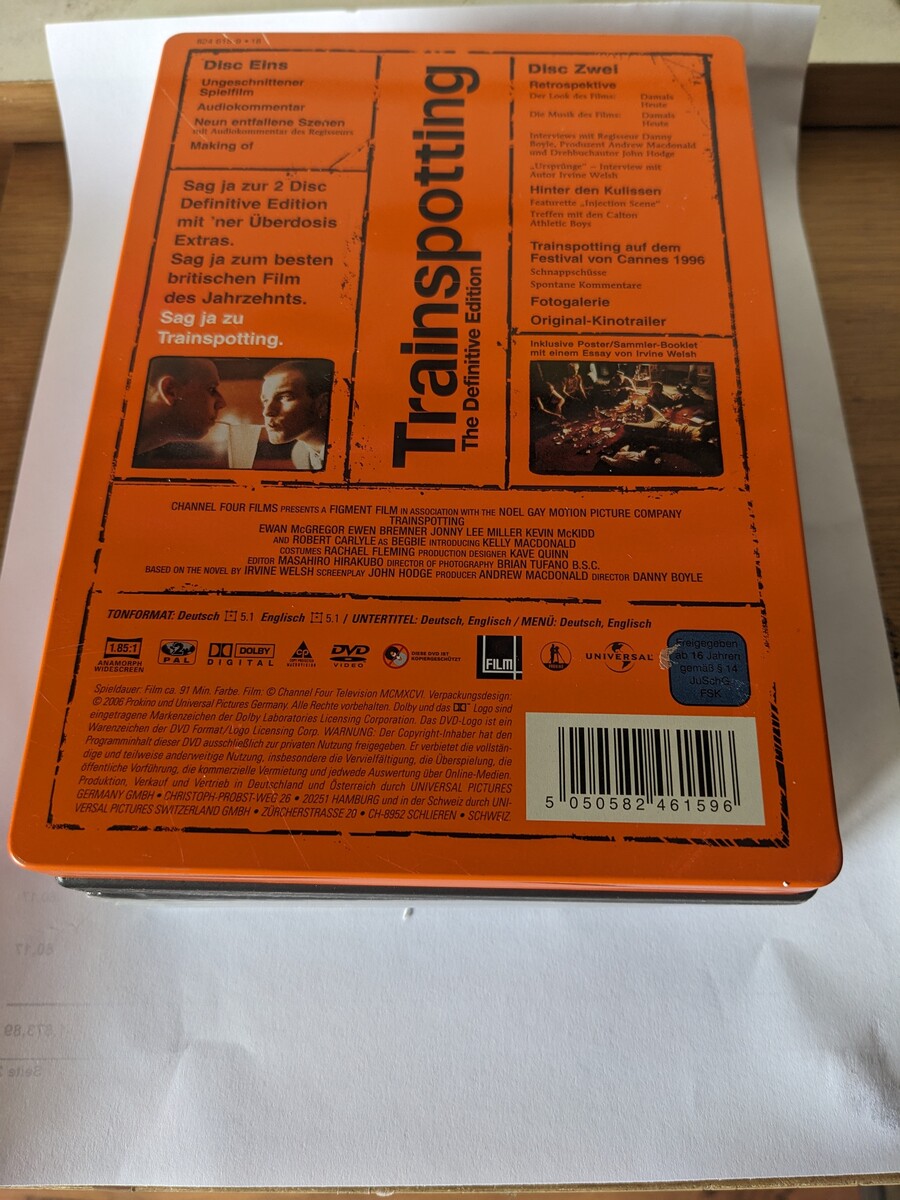 824 615 9 • 18
Disc Eins
Ungeschnittener
Spielfilm
Audiokommentar
Neun entfallene Szenen
mit Audiokommentar des Regisseurs
Making of
Sag ja zur 2 Disc
Definitive Edition
mit 'ner Überdosis
Extras.
Sag ja zum besten
britischen Film
des Jahrzehnts.
Sag ja zu
Trainspotting.
Trainspotting
The Definitive Edition
Disc Zwei
Retrospektive
Der Look des Films: Damals
Heute
Die Musik des Films: Damals
Heute
Interviews mit Regisseur Danny
Boyle, Produzent Andrew Macdonald
und Drehbuchautor John Hodge
„Ursprünge“ – Interview mit
Autor Irvine Welsh
Hinter den Kulissen
Featurette „Injection Scene“
Treffen mit den Calton
Athletic Boys
Trainspotting auf dem
Festival von Cannes 1996
Schnappschüsse
Spontane Kommentare
Fotogalerie
Original-Kinotrailer
Inklusive Poster/Sammler-Booklet
mit einem Essay von Irvine Welsh
CHANNEL FOUR FILMS PRESENTS A FIGMENT FILM IN ASSOCIATION WITH THE NOEL GAY MOYION PICTURE COMPANY
TRAINSPOTTING
EWAN McGREGOR EWEN BREMNER JONNY LEE MILLER KEVIN McKIDD
AND ROBERT CARLYLE AS BEGBIE INTRODUCING KELLY MACDONALD
COSTUMES RACHAEL FLEMING PRODUCTION DESIGNER KAVE QUINN
EDITOR MASAHIRO HIRAKUBO DIRECTOR OF PHOTOGRAPHY BRIAN TUFANO B.S.C.
BASED ON THE NOVEL BY IRVINE WELSH SCREENPLAY JOHN HODGE PRODUCER ANDREW MACDONALD DIRECTOR DANNY BOYLE
TONFORMAT: Deutsch 5.1 Englisch 5.1 / UNTERTITEL: Deutsch, Englisch / MENÜ: Deutsch, Englisch
1.85:1
ANAMORPH
WIDESCREEN
2
PAL
DOLBY
DIGITAL
DVD
VIDEO
DIESE DVD IST
KOPIERGESCHÜTZT
FILM
UNIVERSAL
Freigegeben
ab 16 Jahren
gemäß § 14
JuSchG
FSK
Spieldauer: Film ca. 91 Min. Farbe. Film: © Channel Four Television MCMXCVI. Verpackungsdesign:
© 2006 Prokino und Universal Pictures Germany. Alle Rechte vorbehalten. Dolby und das Logo sind
eingetragene Markenzeichen der Dolby Laboratories Licensing Corporation. Das DVD-Logo ist ein
Warenzeichen der DVD Format/Logo Licensing Corp. WARNUNG: Der Copyright-Inhaber hat den
Programminhalt dieser DVD ausschließlich zur privaten Nutzung freigegeben. Er verbietet die vollstän-
dige und teilweise anderweitige Nutzung, insbesondere die Vervielfältigung, die Überspielung, die
öffentliche Vorführung, die kommerzielle Vermietung und jedwede Auswertung über Online-Medien.
Produktion, Verkauf und Vertrieb in Deutschland und Österreich durch UNIVERSAL PICTURES
GERMANY GMBH • CHRISTOPH-PROBST-WEG 26 • 20251 HAMBURG und in der Schweiz durch UNI-
VERSAL PICTURES SWITZERLAND GMBH • ZÜRCHERSTRASSE 20 • CH-8952 SCHLIEREN • SCHWEIZ
5 050582 461596
80,17
873,89
Seite